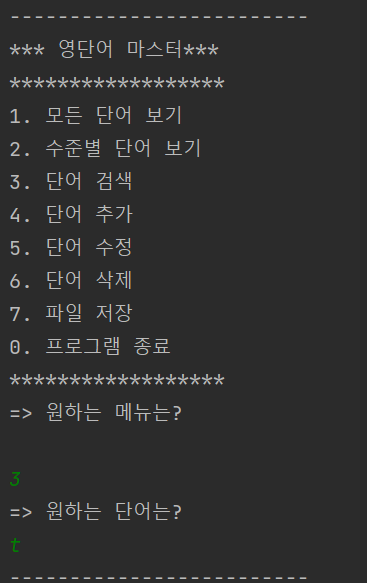 -------------------------
*** 영단어 마스터***
******************
1. 모든 단어 보기
2. 수준별 단어 보기
3. 단어 검색
4. 단어 추가
5. 단어 수정
6. 단어 삭제
7. 파일 저장
0. 프로그램 종료
******************
=> 원하는 메뉴는?
3
=> 원하는 단어는?
t
-------------------------